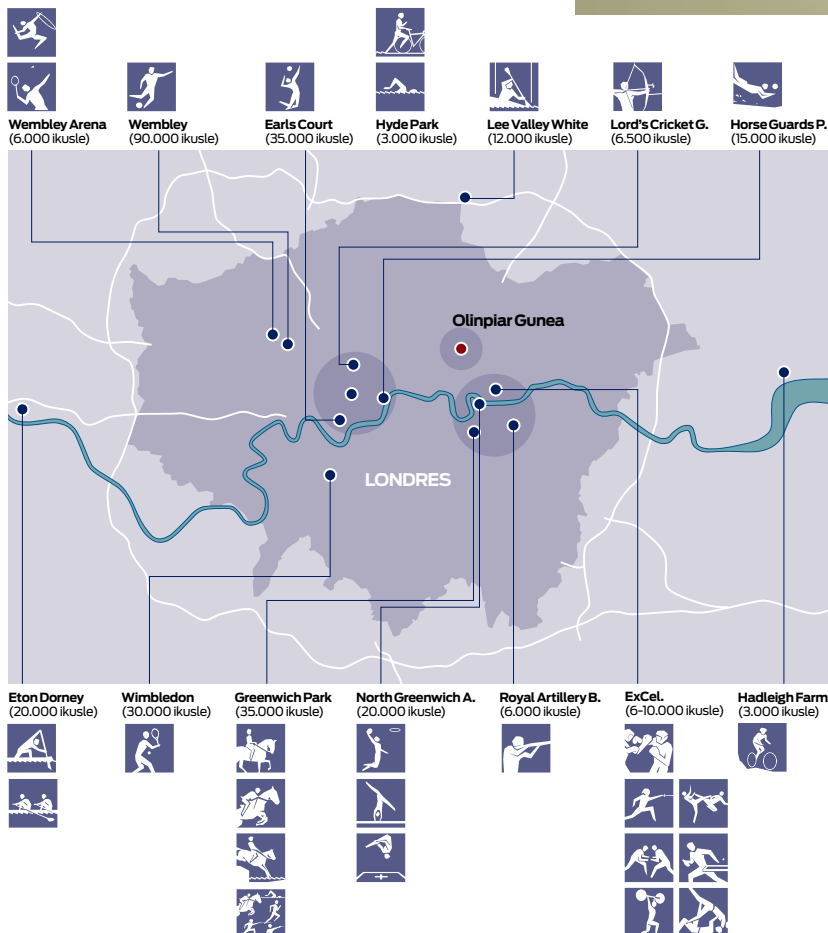 Wembley Arena
(6.000 ikusle)
Wembley
(90.000 ikusle)
Earls Court
(35.000 ikusle)
Hyde Park
(3.000 ikusle)
Lee Valley White
(12.000 ikusle)
Lord's Cricket G.
(6.500 ikusle)
Horse Guards P.
(15.000 ikusle)
Olinpiar Gunea
LONDRES
Eton Dorney
(20.000 ikusle)
Wimbledon
(30.000 ikusle)
Greenwich Park
(35.000 ikusle)
North Greenwich A.
(20.000 ikusle)
Royal Artillery B.
(6.000 ikusle)
ExCel.
(6-10.000 ikusle)
Hadleigh Farm
(3.000 ikusle)